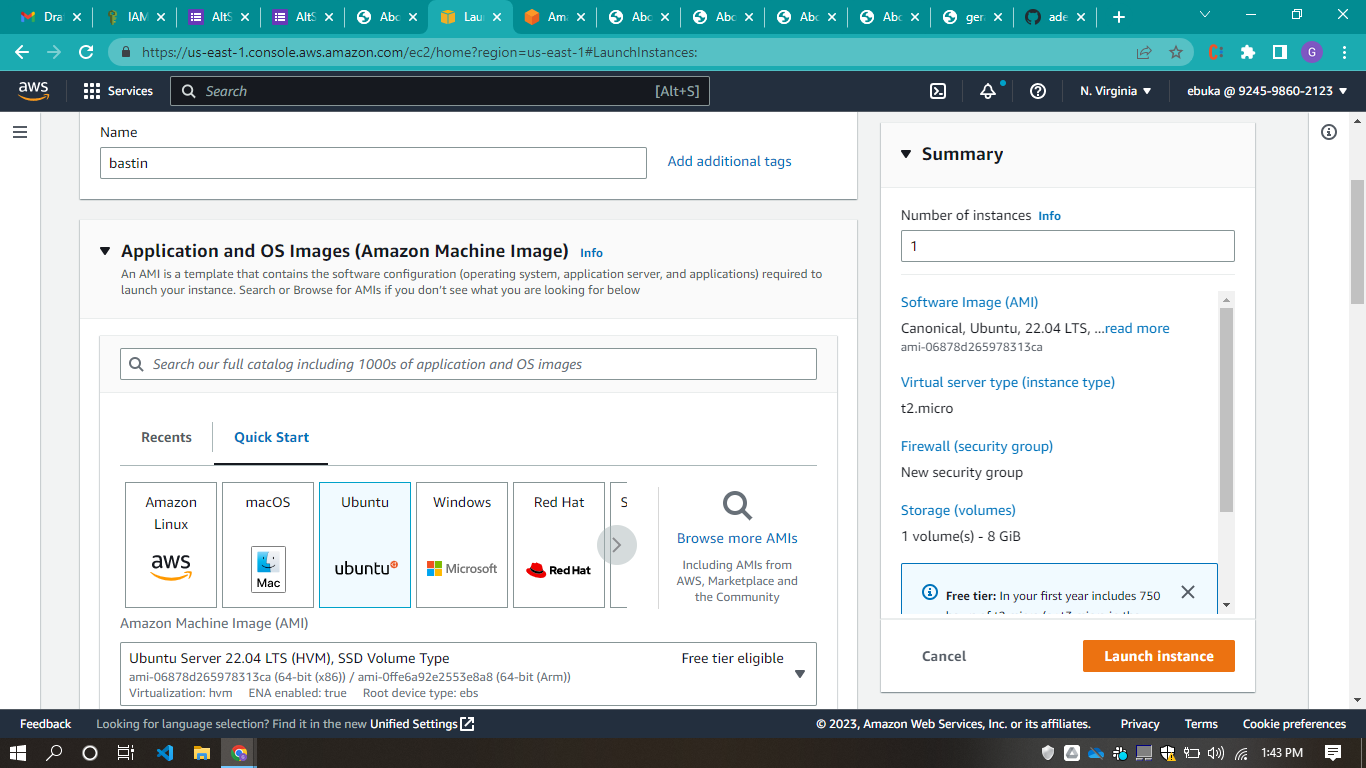 Dra
IAM
AltS
AltS
Abc
Lau
Ama
Abc
Abc
Abc
Abc
gera
ade
https://us-east-1.console.aws.amazon.com/ec2/home?region=us-east-1#LaunchInstances:
G
aws
Services
Search
[Alt+S]
N. Virginia
ebuka @ 9245-9860-2123
Name
bastin
Add additional tags
Application and OS Images (Amazon Machine Image) Info
An AMI is a template that contains the software configuration (operating system, application server, and applications) required to
launch your instance. Search or Browse for AMIs if you don't see what you are looking for below
Search our full catalog including 1000s of application and OS images
Recents
Quick Start
Amazon
Linux
aws
macOS
Mac
Ubuntu
ubuntu
Windows
Microsoft
Red Hat
Red Hat
S
Browse more AMIs
Including AMIs from
AWS, Marketplace and
the Community
Amazon Machine Image (AMI)
Ubuntu Server 22.04 LTS (HVM), SSD Volume Type
Free tier eligible
ami-06878d265978313ca (64-bit (x86)) / ami-0ffe6a92e2553e8a8 (64-bit (Arm))
Virtualization: hvm ENA enabled: true Root device type: ebs
Summary
Number of instances Info
1
Software Image (AMI)
Canonical, Ubuntu, 22.04 LTS, ...read more
ami-06878d265978313ca
Virtual server type (instance type)
t2.micro
Firewall (security group)
New security group
Storage (volumes)
1 volume(s) - 8 GiB
Free tier: In your first year includes 750
Cancel
Launch instance
Feedback
Looking for language selection? Find it in the new Unified Settings
© 2023, Amazon Web Services, Inc. or its affiliates.
Privacy
Terms
Cookie preferences
1:43 PM